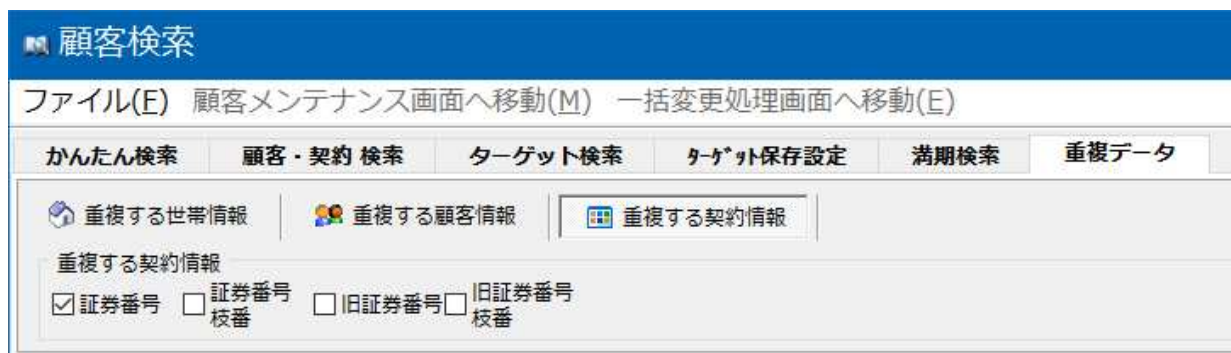 顧客検索
ファイル(F) 顧客メンテナンス画面へ移動(M) 一括変更処理画面へ移動(E)
かんたん検索 顧客・契約 検索 ターゲット検索 ﾀｰｹﾞｯﾄ保存設定 満期検索 重複データ
重複する世帯情報 重複する顧客情報 重複する契約情報
重複する契約情報
証券番号 証券番号枝番 旧証券番号 旧証券番号枝番